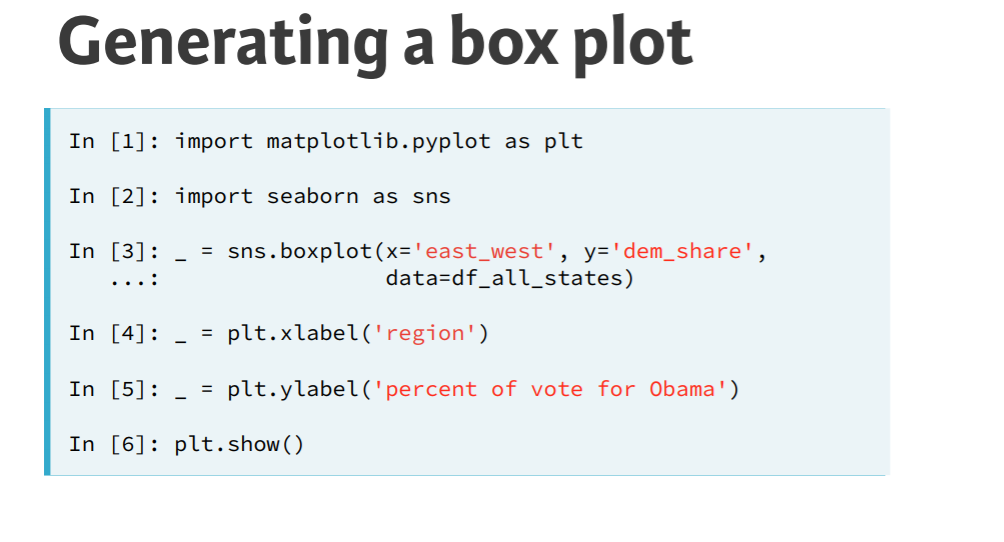 Generating a box plot
In [1]: import matplotlib.pyplot as plt
In [2]: import seaborn as sns
In [3]: _ = sns.boxplot(x='east_west', y='dem_share',
   ...:                 data=df_all_states)
In [4]: _ = plt.xlabel('region')
In [5]: _ = plt.ylabel('percent of vote for Obama')
In [6]: plt.show()